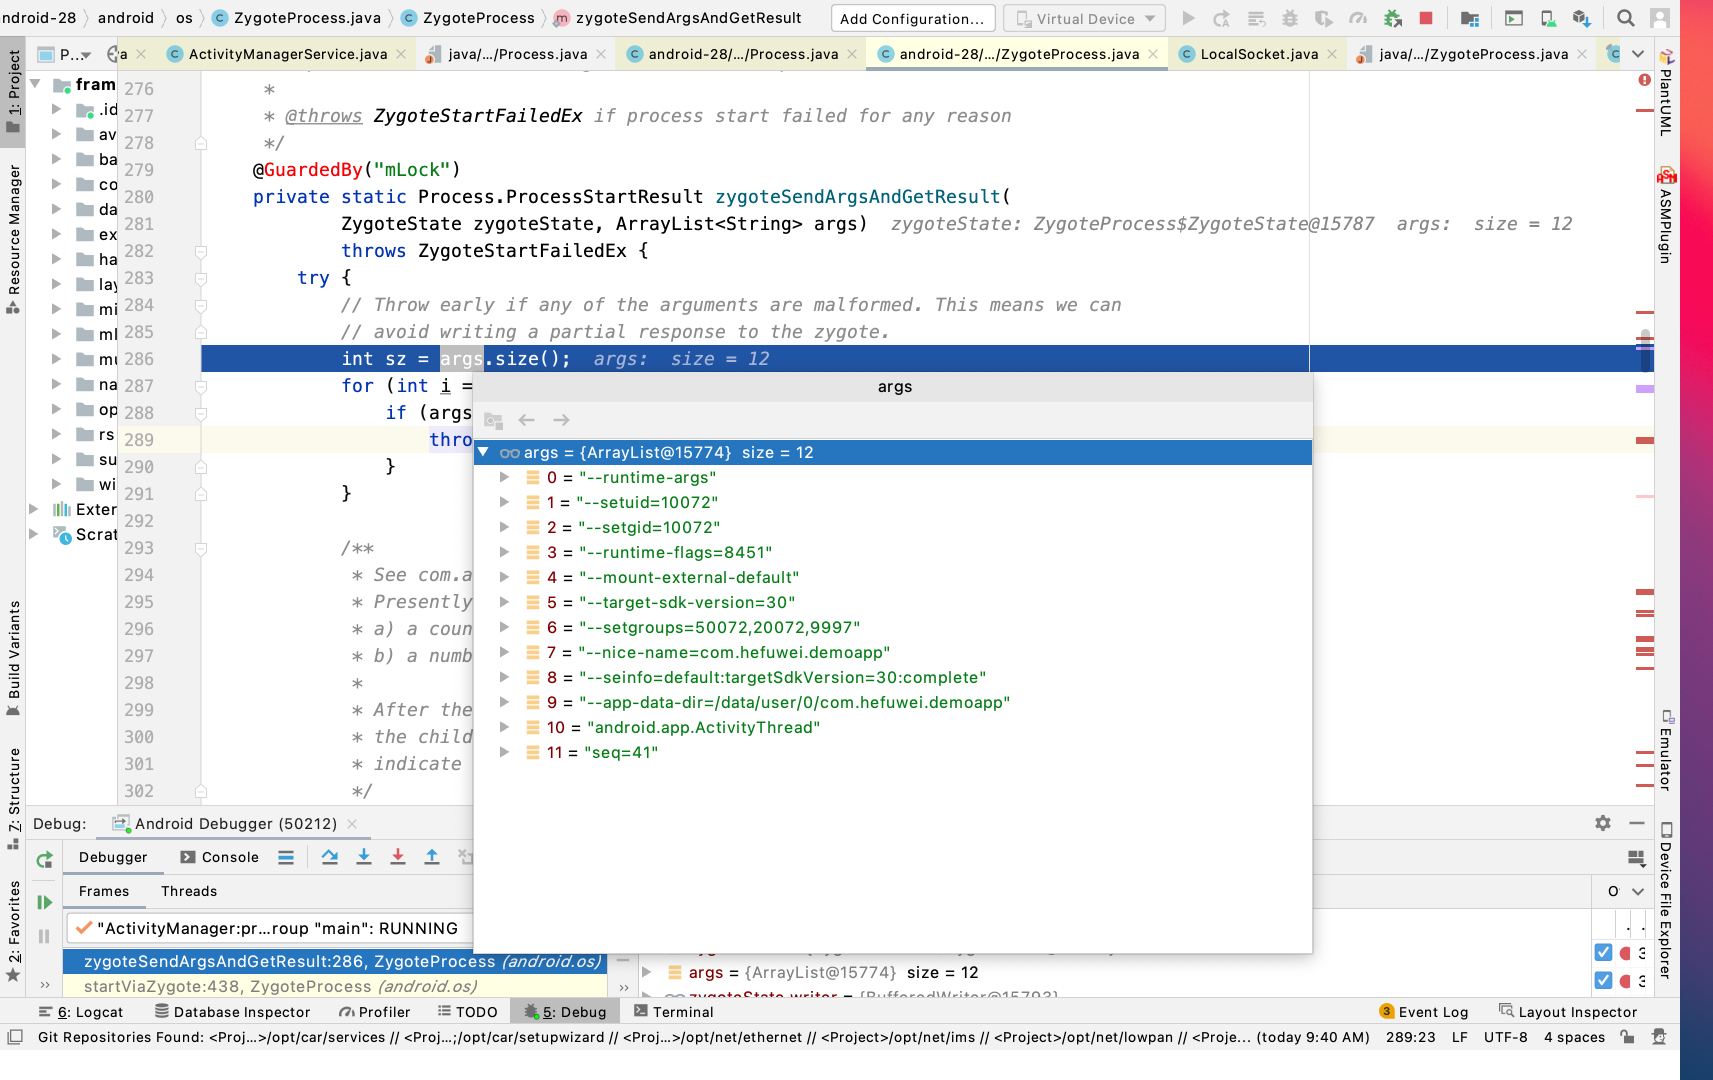 ndroid-28 › android › os › ZygoteProcess.java › ZygoteProcess › zygoteSendArgsAndGetResult
Add Configuration...
Virtual Device
P...
a
ActivityManagerService.java
java/.../Process.java
android-28/.../Process.java
android-28/.../ZygoteProcess.java
LocalSocket.java
java/.../ZygoteProcess.java
1: Project
Resource Manager
Build Variants
7: Structure
2: Favorites
PlantUML
ASMPlugin
Emulator
Device File Explorer
fram
.id
av
ba
co
da
ex
ha
lay
mi
ml
mu
na
op
rs
su
wi
Exter
Scrat
276 *
277 * @throws ZygoteStartFailedEx if process start failed for any reason
278 */
279 @GuardedBy("mLock")
280 private static Process.ProcessStartResult zygoteSendArgsAndGetResult(
281 ZygoteState zygoteState, ArrayList<String> args) zygoteState: ZygoteProcess$ZygoteState@15787 args: size = 12
282 throws ZygoteStartFailedEx {
283 try {
284 // Throw early if any of the arguments are malformed. This means we can
285 // avoid writing a partial response to the zygote.
286 int sz = args.size(); args: size = 12
287 for (int i =
288 if (args
289 thro
290 }
291 }
292
293 /**
294 * See com.a
295 * Presently
296 * a) a coun
297 * b) a numb
298 *
299 * After the
300 * the child
301 * indicate
302 */
args
args = {ArrayList@15774} size = 12
0 = "--runtime-args"
1 = "--setuid=10072"
2 = "--setgid=10072"
3 = "--runtime-flags=8451"
4 = "--mount-external-default"
5 = "--target-sdk-version=30"
6 = "--setgroups=50072,20072,9997"
7 = "--nice-name=com.hefuwei.demoapp"
8 = "--seinfo=default:targetSdkVersion=30:complete"
9 = "--app-data-dir=/data/user/0/com.hefuwei.demoapp"
10 = "android.app.ActivityThread"
11 = "seq=41"
Debug: Android Debugger (50212)
Debugger Console
Frames Threads
"ActivityManager:pr...roup "main": RUNNING
zygoteSendArgsAndGetResult:286, ZygoteProcess (android.os)
startViaZygote:438, ZygoteProcess (android.os)
args = {ArrayList@15774} size = 12
zygoteState.writer = {BufferedWriter@15793}
O
3
3
6: Logcat Database Inspector Profiler TODO 5: Debug Terminal 3 Event Log Layout Inspector
Git Repositories Found: <Proj...>/opt/car/services // <Proj...;/opt/car/setupwizard // <Proj...>/opt/net/ethernet // <Project>/opt/net/ims // <Project>/opt/net/lowpan // <Proje... (today 9:40 AM) 289:23 LF UTF-8 4 spaces